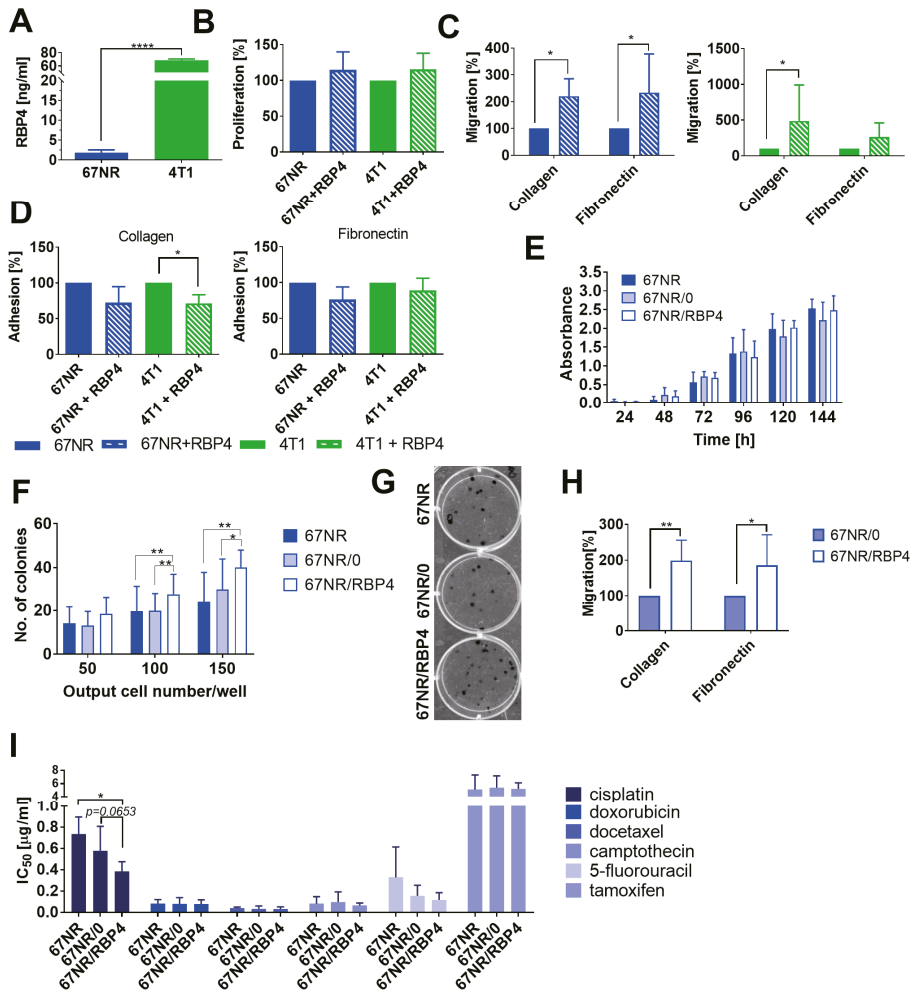 A
RBP4 [ng/ml]
60
40
20
15
10
5
0
****
67NR
4T1
B
Proliferation [%]
150
100
50
0
67NR
67NR+RBP4
4T1
4T1+RBP4
C
Migration [%]
400
300
200
100
0
*
*
Collagen
Fibronectin
Migration [%]
1500
1000
500
0
*
Collagen
Fibronectin
D
Collagen
Adhesion [%]
150
100
50
0
*
67NR
67NR + RBP4
4T1
4T1 + RBP4
Fibronectin
Adhesion [%]
150
100
50
0
67NR
67NR + RBP4
4T1
4T1 + RBP4
67NR
67NR+RBP4
4T1
4T1 + RBP4
E
Absorbance
3.5
3.0
2.5
2.0
1.5
1.0
0.5
0.0
67NR
67NR/0
67NR/RBP4
24 48 72 96 120 144
Time [h]
F
No. of colonies
60
40
20
0
**
**
**
*
50 100 150
Output cell number/well
67NR
67NR/0
67NR/RBP4
G
67NR
67NR/0
67NR/RBP4
H
Migration[%]
300
200
100
0
**
*
Collagen
Fibronectin
67NR/0
67NR/RBP4
I
IC50 [µg/ml]
8
6
4
1.0
0.8
0.6
0.4
0.2
0.0
*
p=0.0653
67NR
67NR/0
67NR/RBP4
67NR
67NR/0
67NR/RBP4
67NR
67NR/0
67NR/RBP4
67NR
67NR/0
67NR/RBP4
67NR
67NR/0
67NR/RBP4
67NR
67NR/0
67NR/RBP4
cisplatin
doxorubicin
docetaxel
camptothecin
5-fluorouracil
tamoxifen